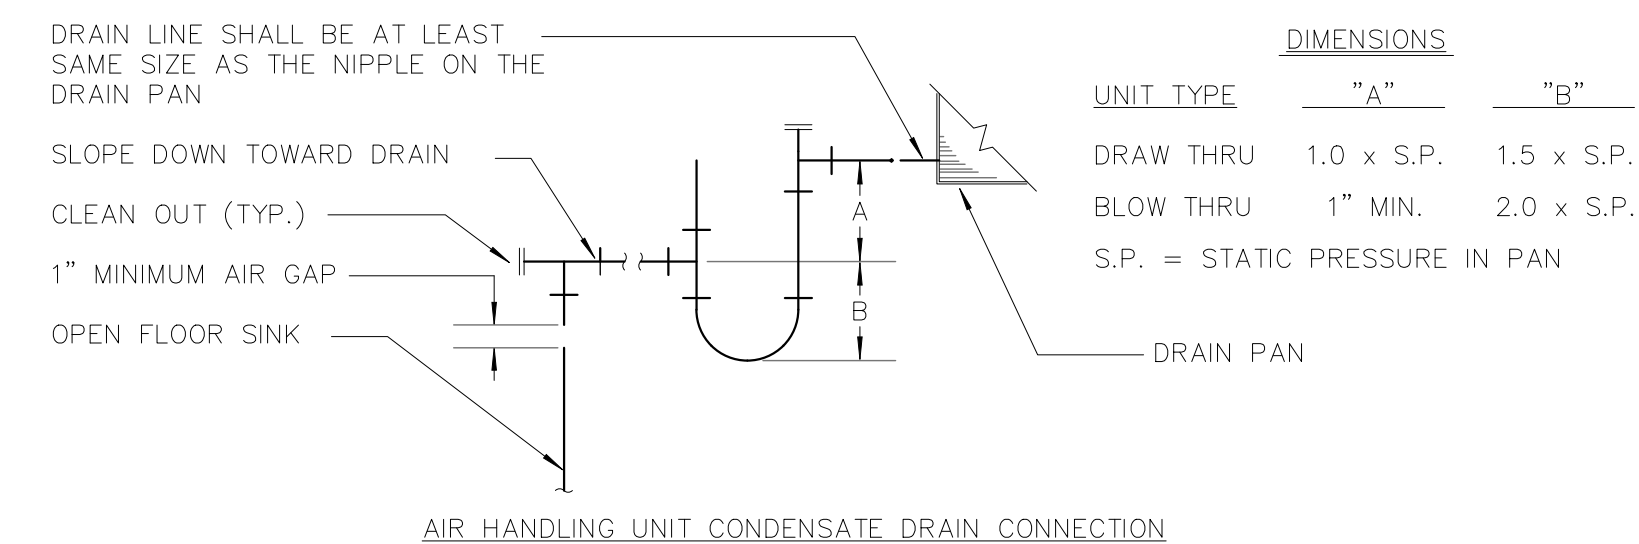 DRAIN LINE SHALL BE AT LEAST
SAME SIZE AS THE NIPPLE ON THE
DRAIN PAN
SLOPE DOWN TOWARD DRAIN
CLEAN OUT (TYP.)
1" MINIMUM AIR GAP
OPEN FLOOR SINK
A
B
DIMENSIONS
UNIT TYPE "A" "B"
DRAW THRU 1.0 x S.P. 1.5 x S.P.
BLOW THRU 1" MIN. 2.0 x S.P.
S.P. = STATIC PRESSURE IN PAN
DRAIN PAN
AIR HANDLING UNIT CONDENSATE DRAIN CONNECTION